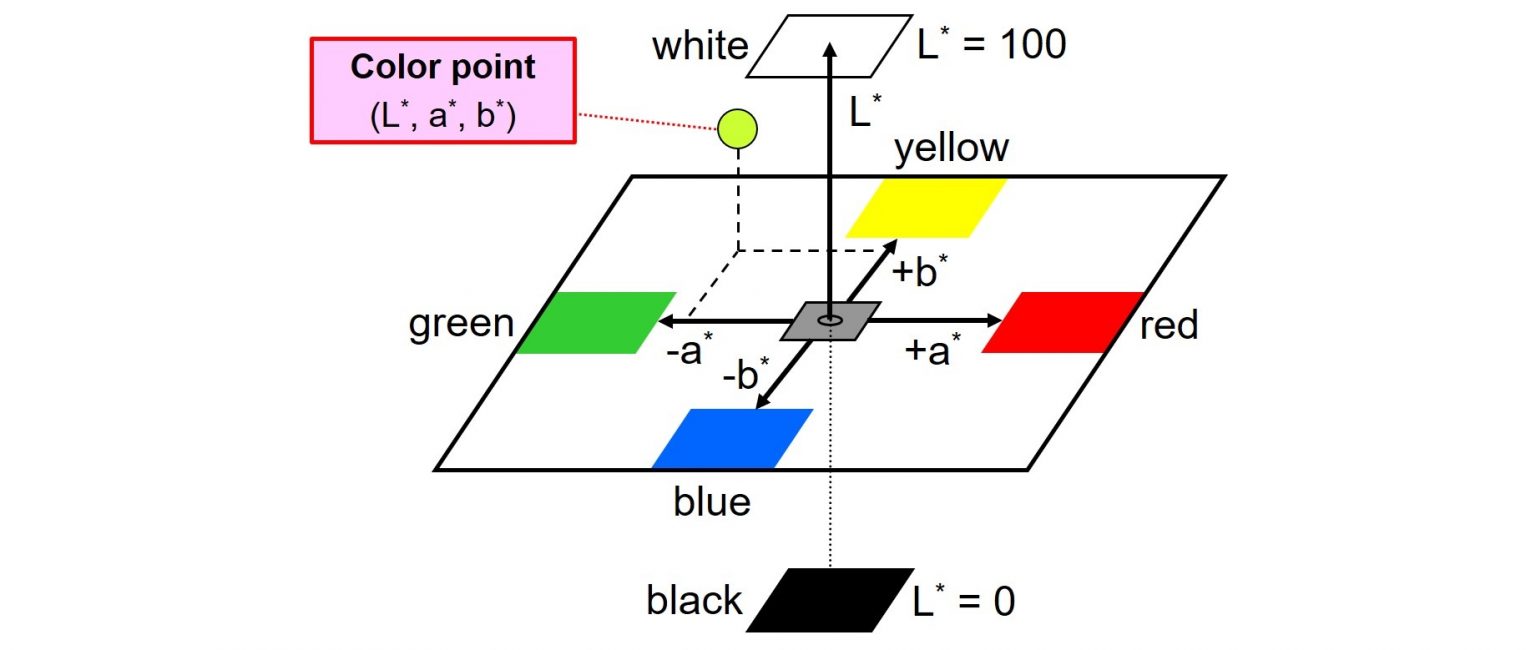 white
L* = 100
Color point
(L*, a*, b*)
L*
yellow
+b*
green
-a*
+a*
red
-b*
blue
black
L* = 0